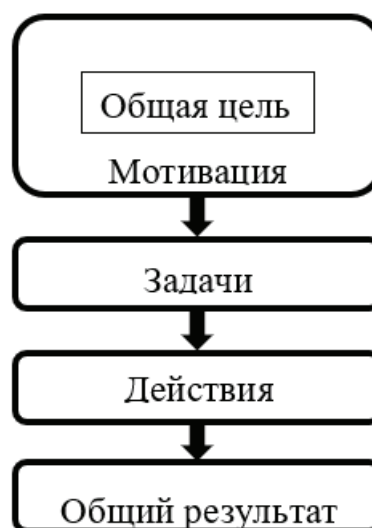 Общая цель
Мотивация
Задачи
Действия
Общий результат